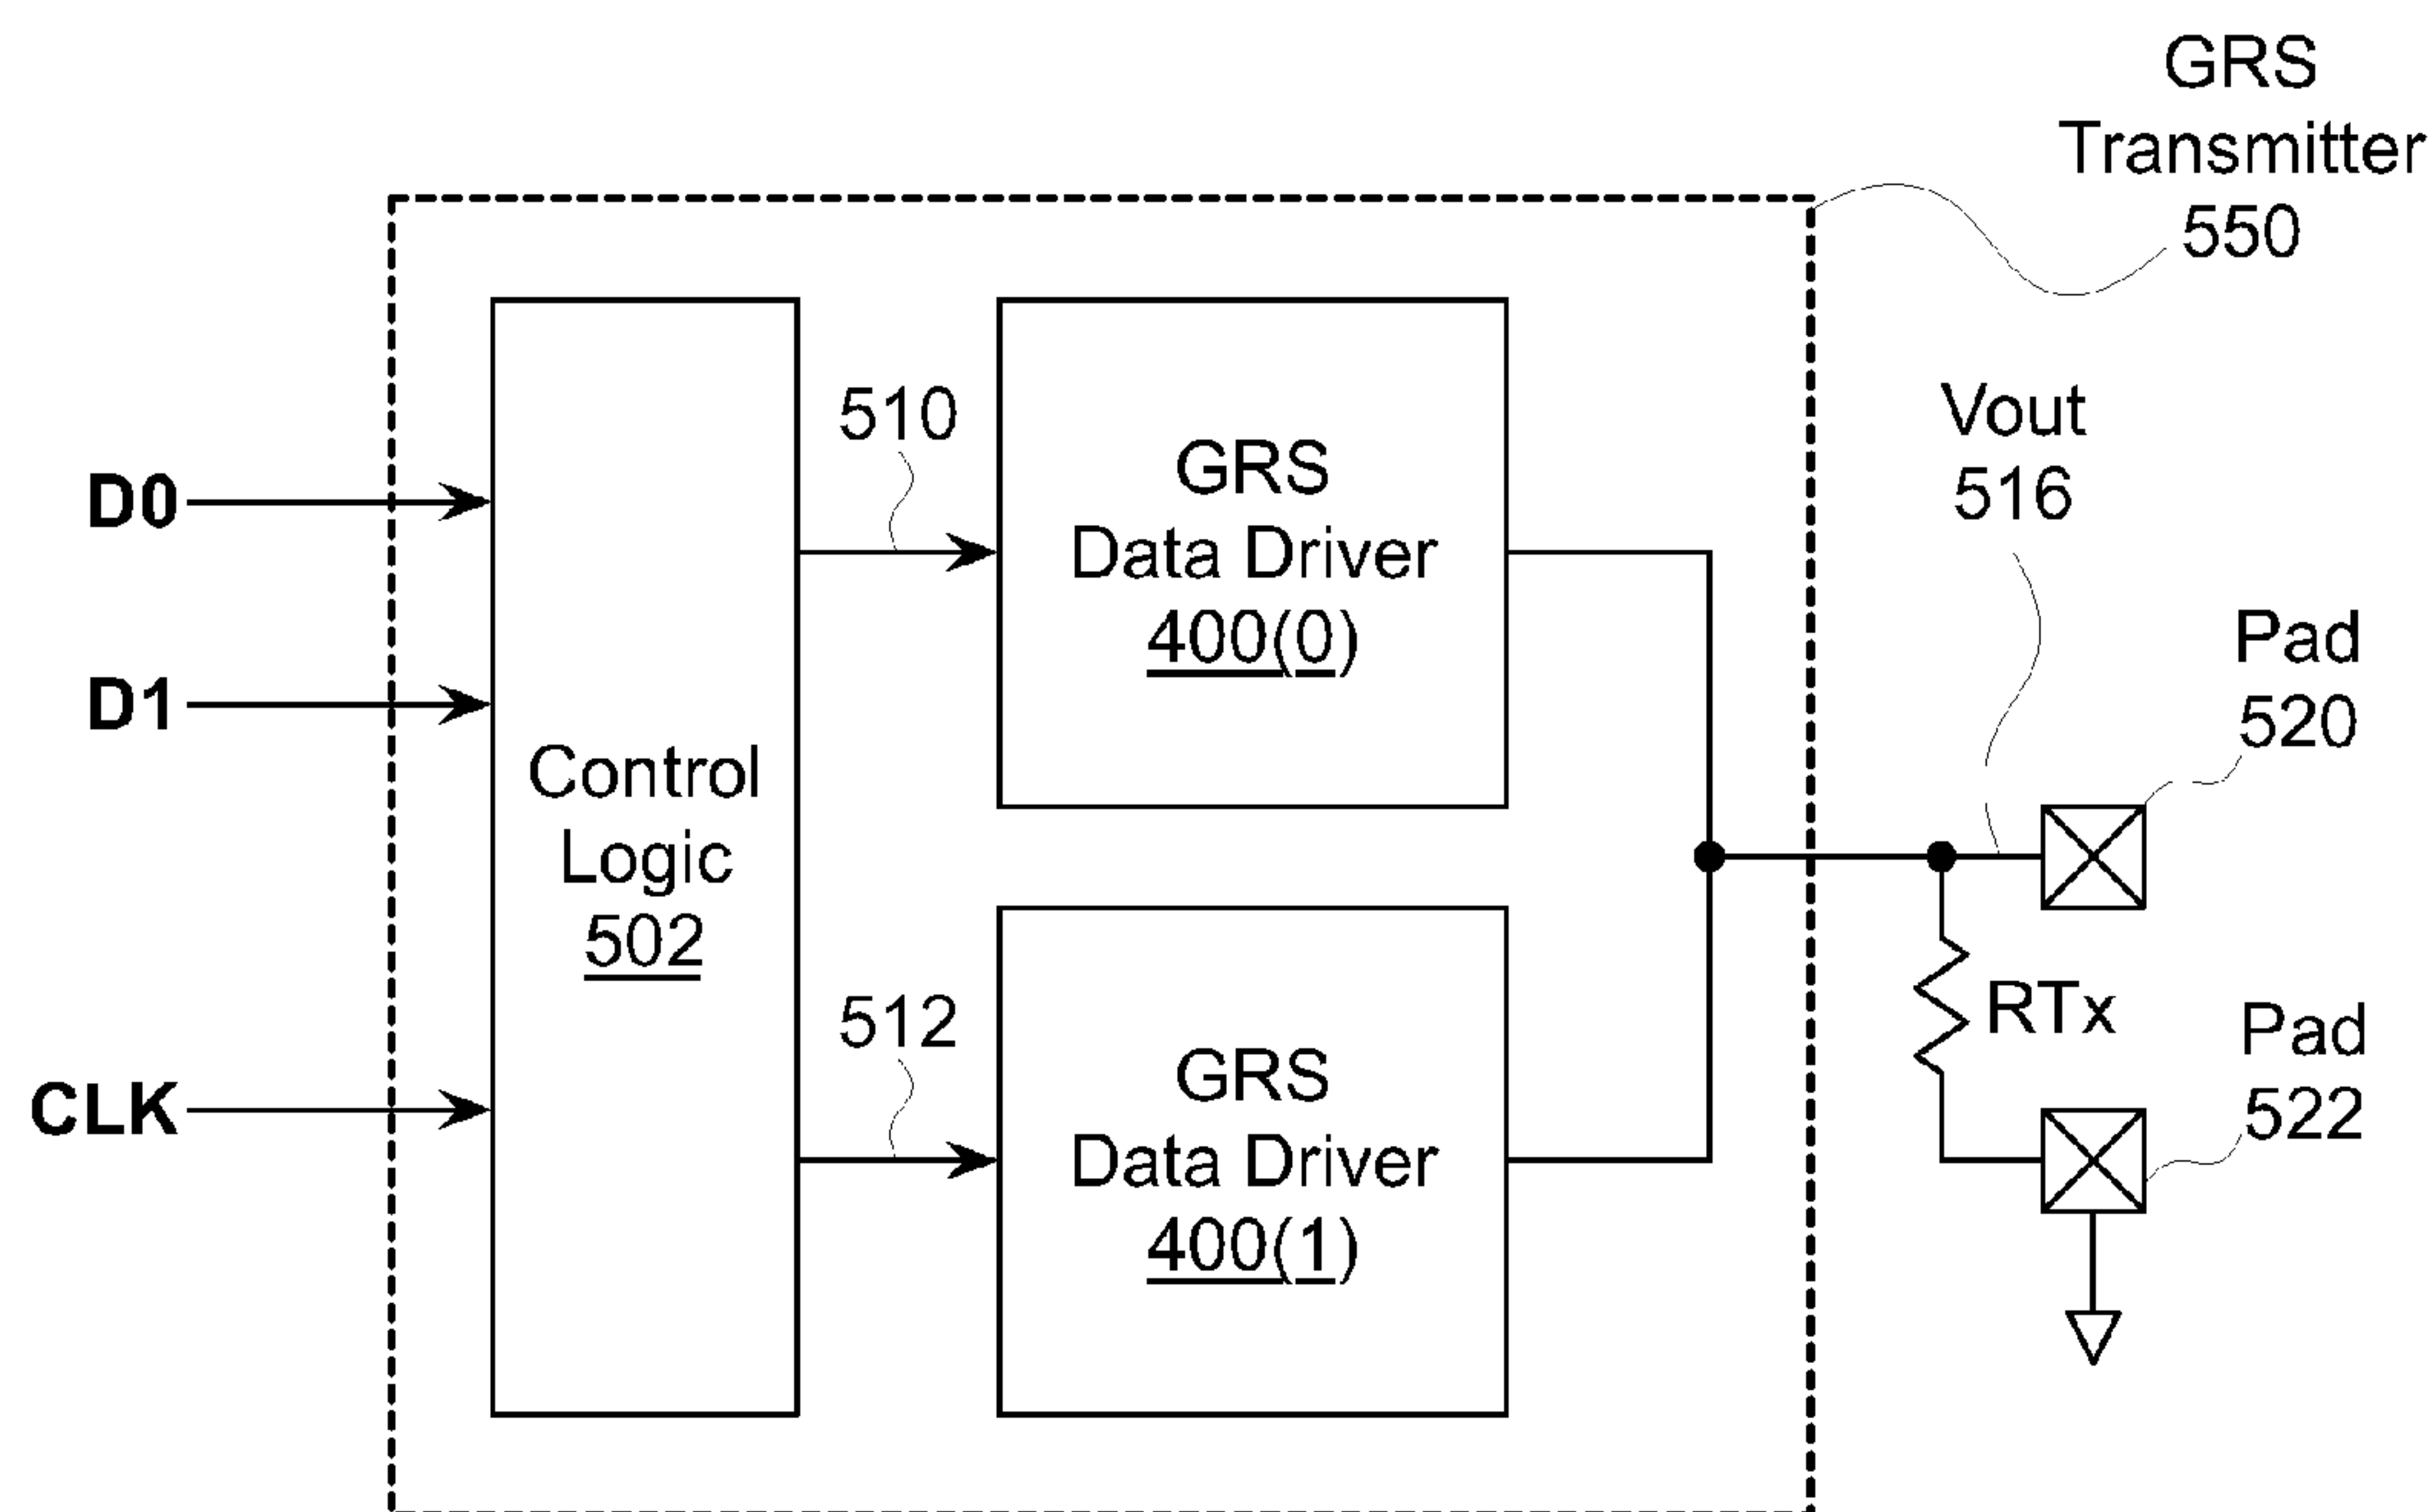 GRS
Transmitter
550
510
GRS
Data Driver
400(0)
Vout
516
D0
D1
Pad
520
Control
Logic
502
CLK
512
GRS
Data Driver
400(1)
RTx
Pad
522